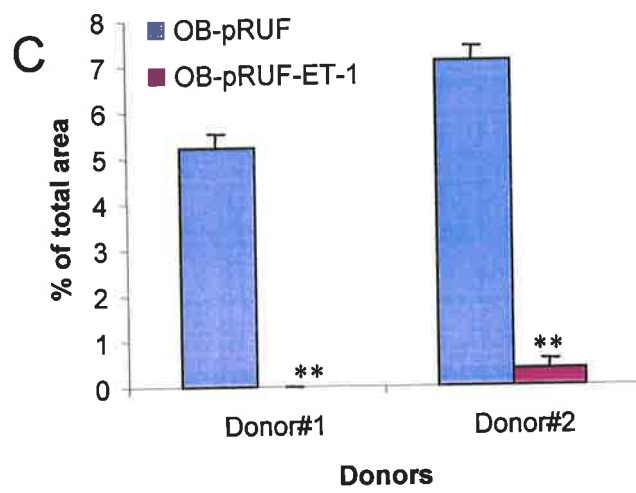 C
OB-pRUF
OB-pRUF-ET-1
% of total area
8
7
6
5
4
3
2
1
0
**
**
Donor#1
Donor#2
Donors